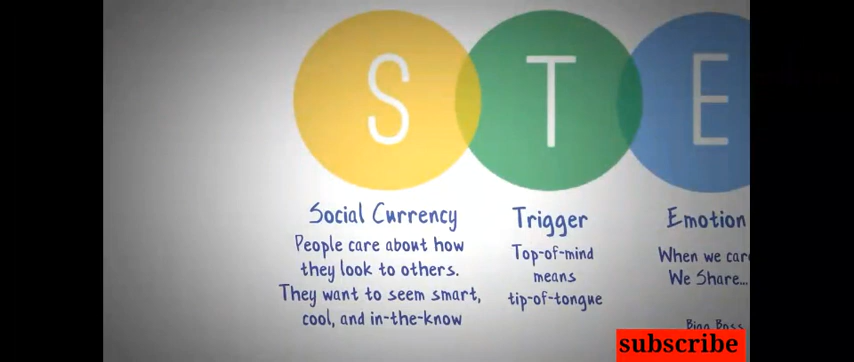 S T E
Social Currency
People care about how
they look to others.
They want to seem smart,
cool, and in-the-know
Trigger
Top-of-mind
means
tip-of-tongue
Emotion
When we car
We Share...
subscribe